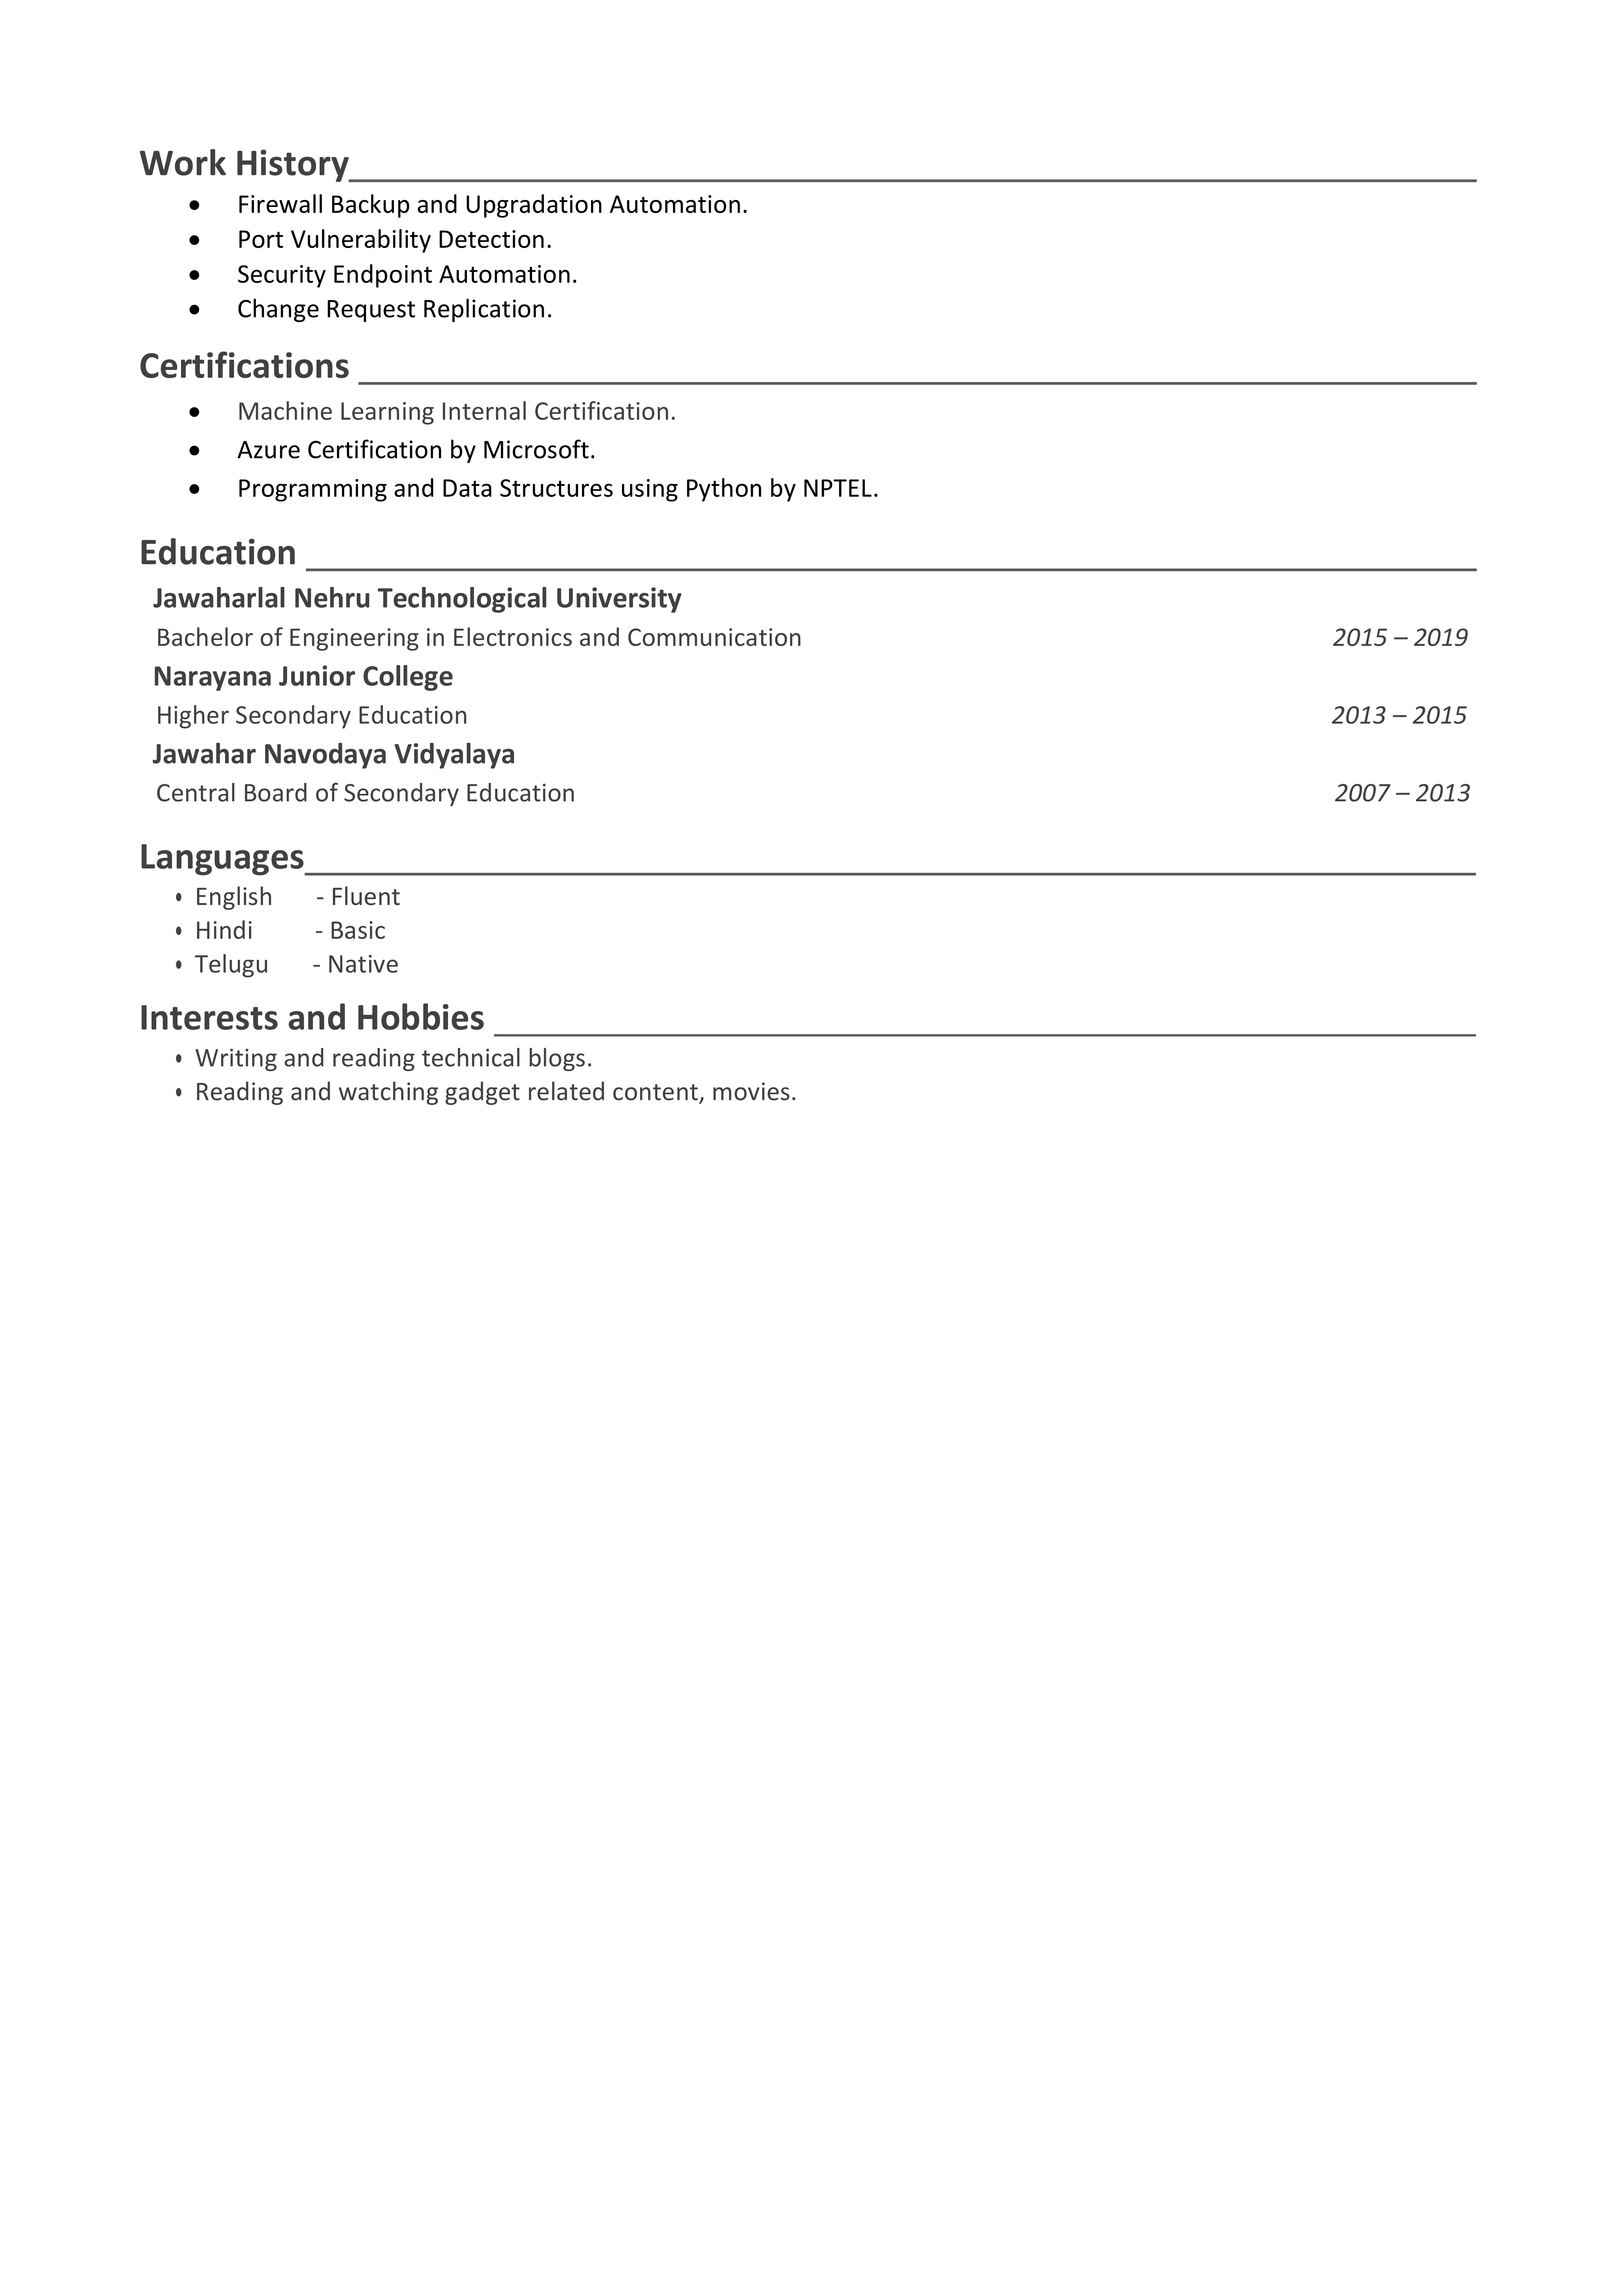 Work History
• Firewall Backup and Upgradation Automation.
• Port Vulnerability Detection.
• Security Endpoint Automation.
• Change Request Replication.
Certifications
• Machine Learning Internal Certification.
• Azure Certification by Microsoft.
• Programming and Data Structures using Python by NPTEL.
Education
Jawaharlal Nehru Technological University
Bachelor of Engineering in Electronics and Communication 2015 – 2019
Narayana Junior College
Higher Secondary Education 2013 – 2015
Jawahar Navodaya Vidyalaya
Central Board of Secondary Education 2007 – 2013
Languages
• English - Fluent
• Hindi - Basic
• Telugu - Native
Interests and Hobbies
• Writing and reading technical blogs.
• Reading and watching gadget related content, movies.